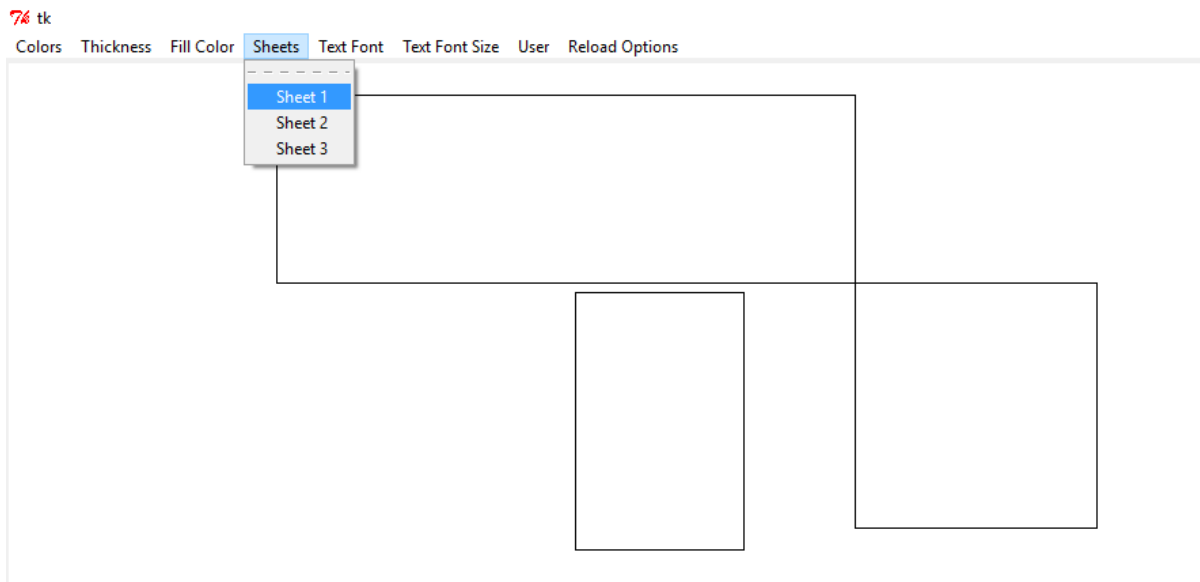 tk
Colors Thickness Fill Color Sheets Text Font Text Font Size User Reload Options
Sheet 1
Sheet 2
Sheet 3